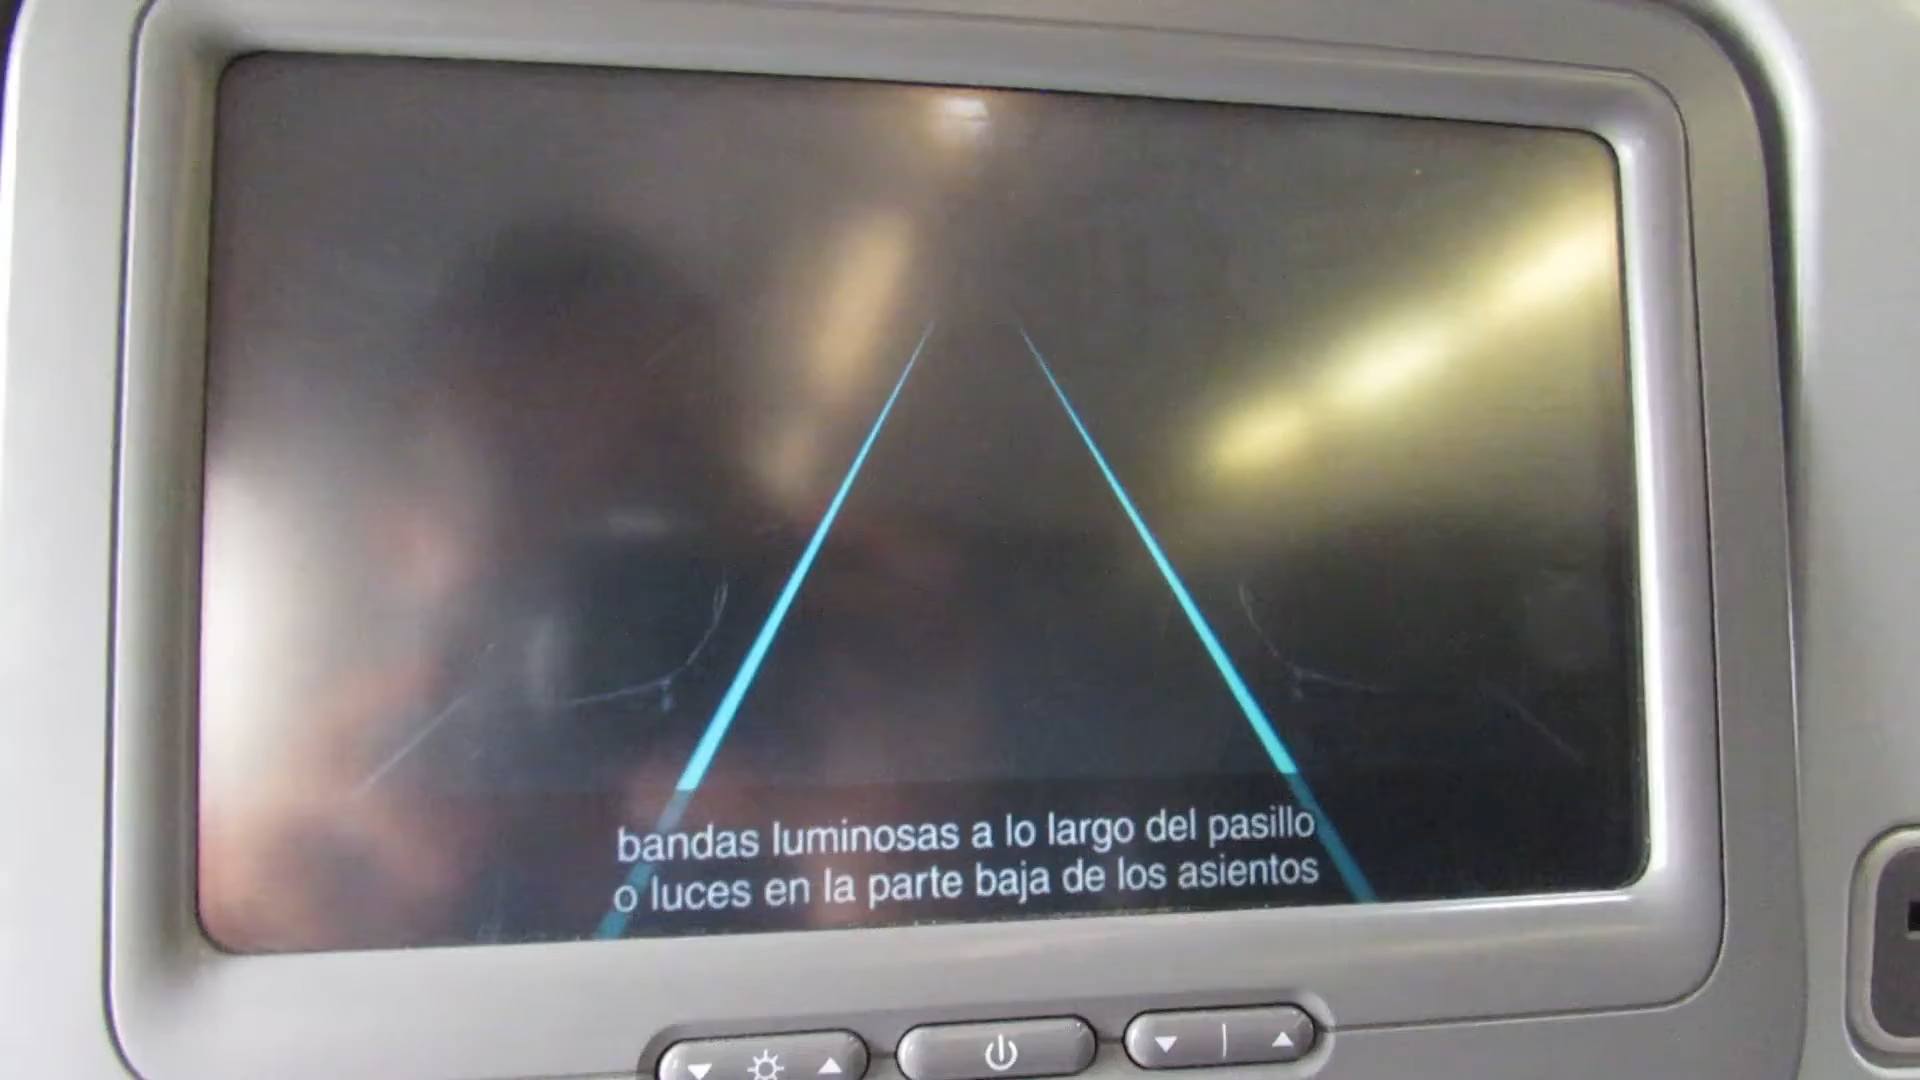 bandas luminosas a lo largo del pasillo
o luces en la parte baja de los asientos